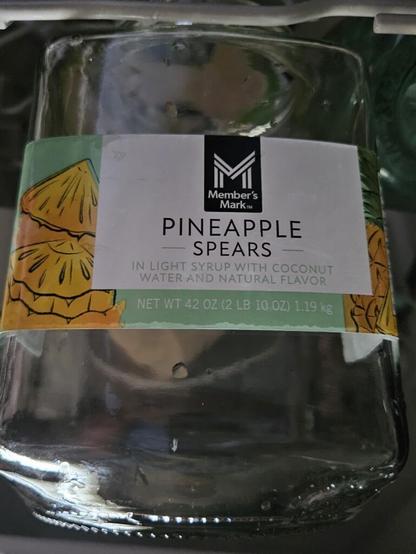 Member's
Mark™
PINEAPPLE
SPEARS
IN LIGHT SYRUP WITH COCONUT
WATER AND NATURAL FLAVOR
NET WT 42 OZ (2 LB 10 OZ) 1.19 kg